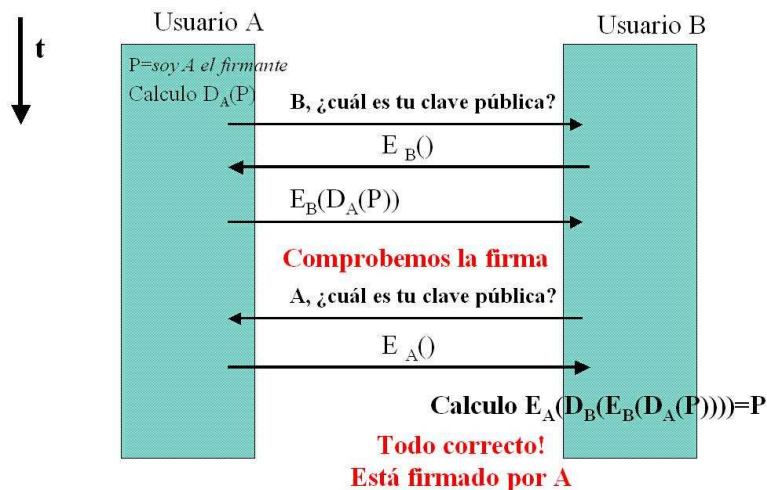 Usuario A
Usuario B
t
P=soy A el firmante
Calculo D_A(P)
B, ¿cuál es tu clave pública?
E_B()
E_B(D_A(P))
Comprobemos la firma
A, ¿cuál es tu clave pública?
E_A()
Calculo E_A(D_B(E_B(D_A(P))))=P
Todo correcto!
Está firmado por A